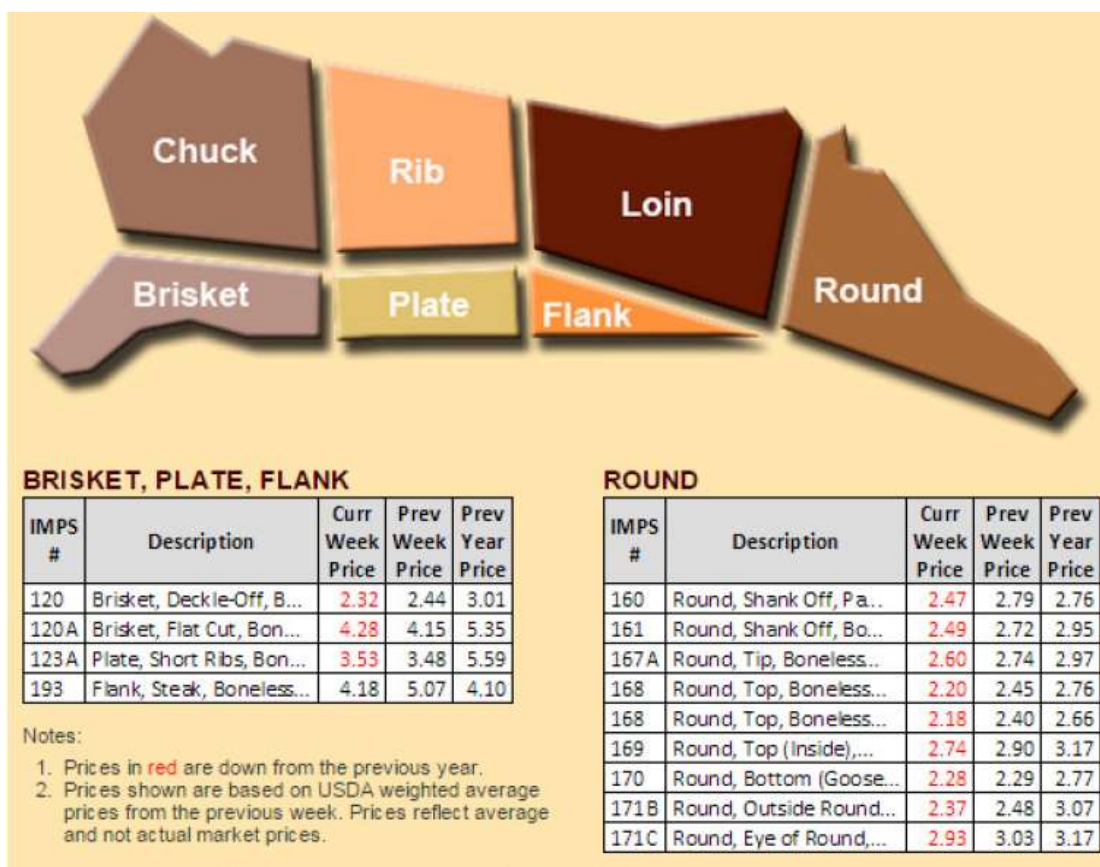 Chuck
Rib
Loin
Round
Brisket
Plate
Flank
BRISKET, PLATE, FLANK
IMPS # Description Curr Week Price Prev Week Price Prev Year Price
120 Brisket, Deckle-Off, B... 2.32 2.44 3.01
120A Brisket, Flat Cut, Bon... 4.28 4.15 5.35
123A Plate, Short Ribs, Bon... 3.53 3.48 5.59
193 Flank, Steak, Boneless... 4.18 5.07 4.10
Notes:
1. Prices in red are down from the previous year.
2. Prices shown are based on USDA weighted average
prices from the previous week. Prices reflect average
and not actual market prices.
ROUND
IMPS # Description Curr Week Price Prev Week Price Prev Year Price
160 Round, Shank Off, Pa... 2.47 2.79 2.76
161 Round, Shank Off, Bo... 2.49 2.72 2.95
167A Round, Tip, Boneless... 2.60 2.74 2.97
168 Round, Top, Boneless... 2.20 2.45 2.76
168 Round, Top, Boneless... 2.18 2.40 2.66
169 Round, Top (Inside),... 2.74 2.90 3.17
170 Round, Bottom (Goose... 2.28 2.29 2.77
171B Round, Outside Round... 2.37 2.48 3.07
171C Round, Eye of Round,... 2.93 3.03 3.17